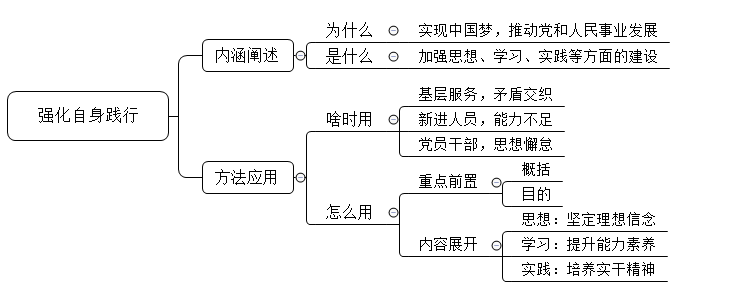 强化自身践行
内涵阐述
为什么
实现中国梦，推动党和人民事业发展
是什么
加强思想、学习、实践等方面的建设
方法应用
啥时用
基层服务，矛盾交织
新进人员，能力不足
党员干部，思想懈怠
怎么用
重点前置
概括
目的
内容展开
思想：坚定理想信念
学习：提升能力素养
实践：培养实干精神